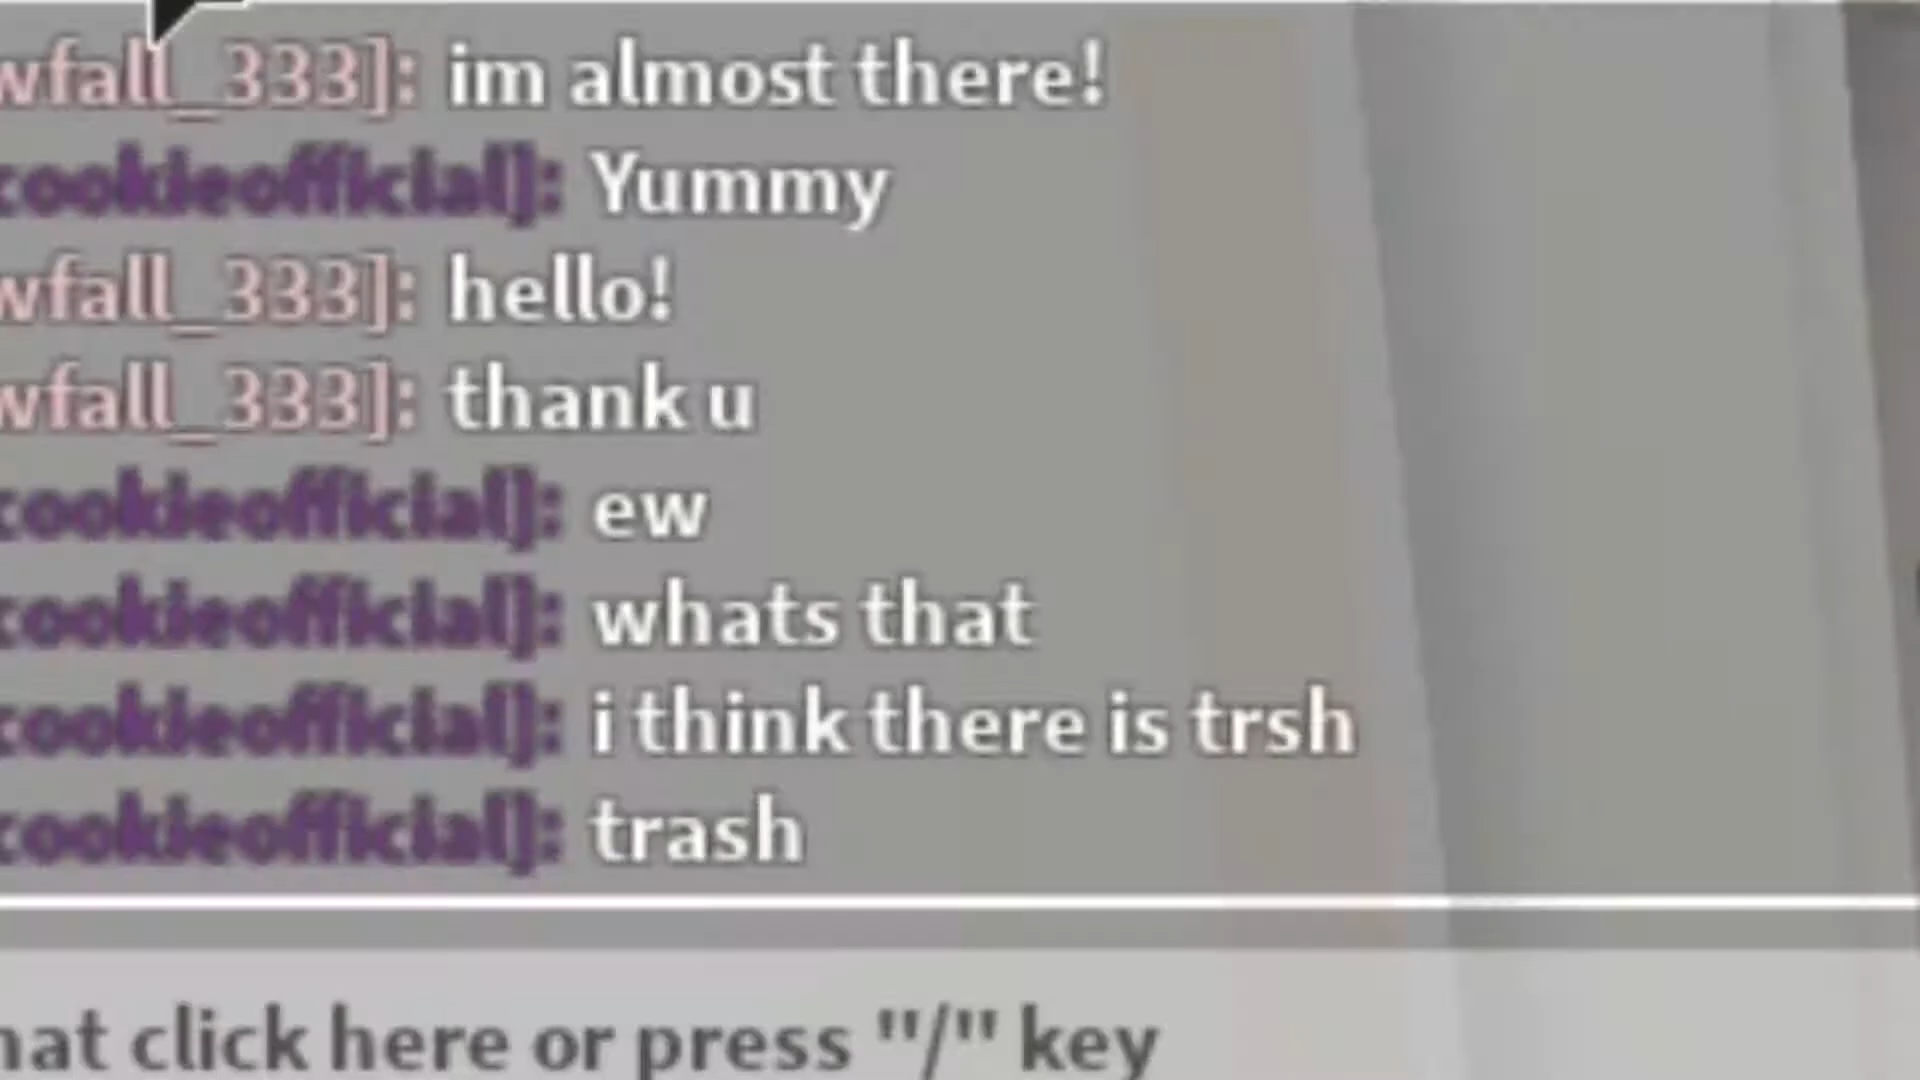 wfall_333]: im almost there!
cookieofficial]: Yummy
wfall_333]: hello!
wfall_333]: thank u
cookieofficial]: ew
cookieofficial]: whats that
cookieofficial]: i think there is trsh
cookieofficial]: trash
hat click here or press "/" key